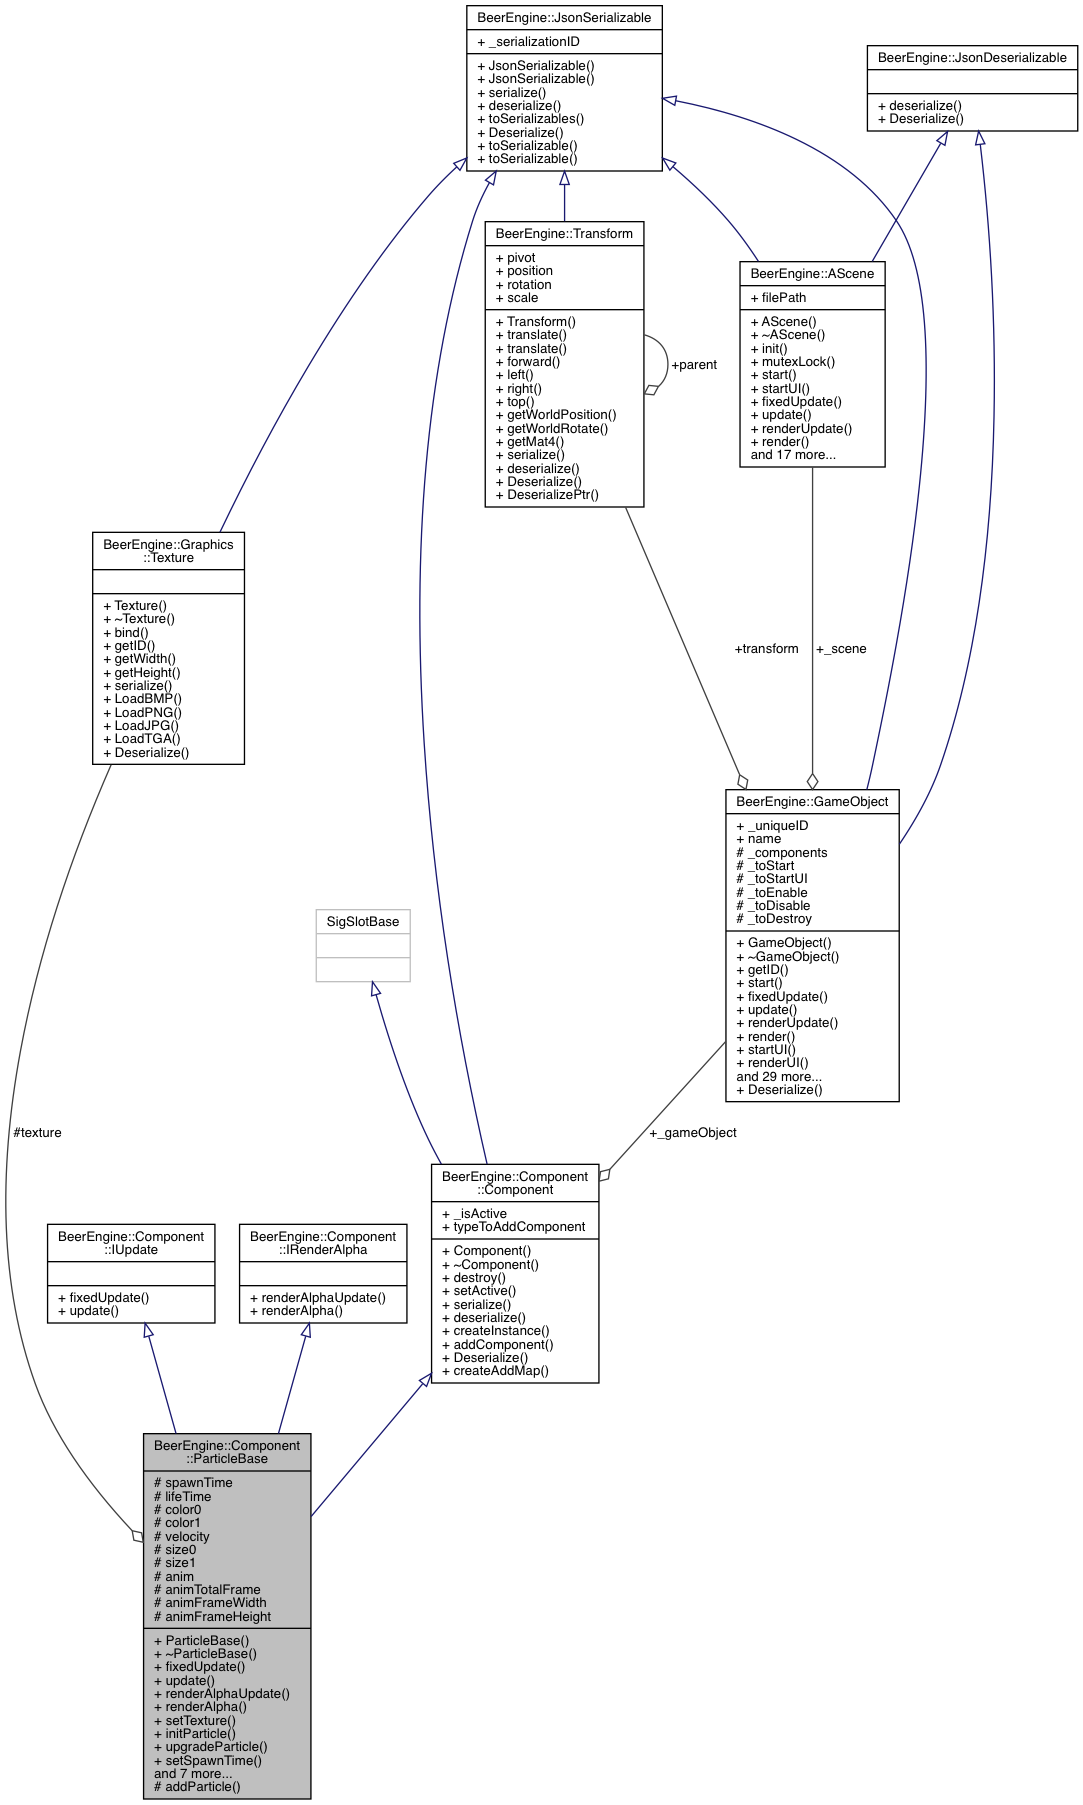 BeerEngine::JsonSerializable
+ _serializationID
+ JsonSerializable()
+ JsonSerializable()
+ serialize()
+ deserialize()
+ toSerializables()
+ Deserialize()
+ toSerializable()
+ toSerializable()
BeerEngine::JsonDeserializable
+ deserialize()
+ Deserialize()
BeerEngine::Transform
+ pivot
+ position
+ rotation
+ scale
+ Transform()
+ translate()
+ translate()
+ forward()
+ left()
+ right()
+ top()
+ getWorldPosition()
+ getWorldRotate()
+ getMat4()
+ serialize()
+ deserialize()
+ Deserialize()
+ DeserializePtr()
+parent
BeerEngine::AScene
+ filePath
+ AScene()
+ ~AScene()
+ init()
+ mutexLock()
+ start()
+ startUI()
+ fixedUpdate()
+ update()
+ renderUpdate()
+ render()
and 17 more...
BeerEngine::Graphics
::Texture
+ Texture()
+ ~Texture()
+ bind()
+ getID()
+ getWidth()
+ getHeight()
+ serialize()
+ LoadBMP()
+ LoadPNG()
+ LoadJPG()
+ LoadTGA()
+ Deserialize()
+transform
+_scene
BeerEngine::GameObject
+ _uniqueID
+ name
# _components
# _toStart
# _toStartUI
# _toEnable
# _toDisable
# _toDestroy
+ GameObject()
+ ~GameObject()
+ getID()
+ start()
+ fixedUpdate()
+ update()
+ renderUpdate()
+ render()
+ startUI()
+ renderUI()
and 29 more...
+ Deserialize()
SigSlotBase
#texture
+_gameObject
BeerEngine::Component
::Component
+ _isActive
+ typeToAddComponent
+ Component()
+ ~Component()
+ destroy()
+ setActive()
+ serialize()
+ deserialize()
+ createInstance()
+ addComponent()
+ Deserialize()
+ createAddMap()
BeerEngine::Component
::IUpdate
+ fixedUpdate()
+ update()
BeerEngine::Component
::IRenderAlpha
+ renderAlphaUpdate()
+ renderAlpha()
BeerEngine::Component
::ParticleBase
# spawnTime
# lifeTime
# color0
# color1
# velocity
# size0
# size1
# anim
# animTotalFrame
# animFrameWidth
# animFrameHeight
+ ParticleBase()
+ ~ParticleBase()
+ fixedUpdate()
+ update()
+ renderAlphaUpdate()
+ renderAlpha()
+ setTexture()
+ initParticle()
+ upgradeParticle()
+ setSpawnTime()
and 7 more...
# addParticle()